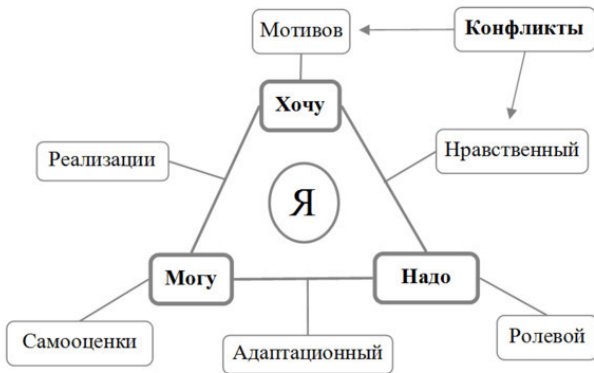 Мотивов
Конфликты
Хочу
Реализации
Нравственный
Я
Могу
Надо
Самооценки
Адаптационный
Ролевой